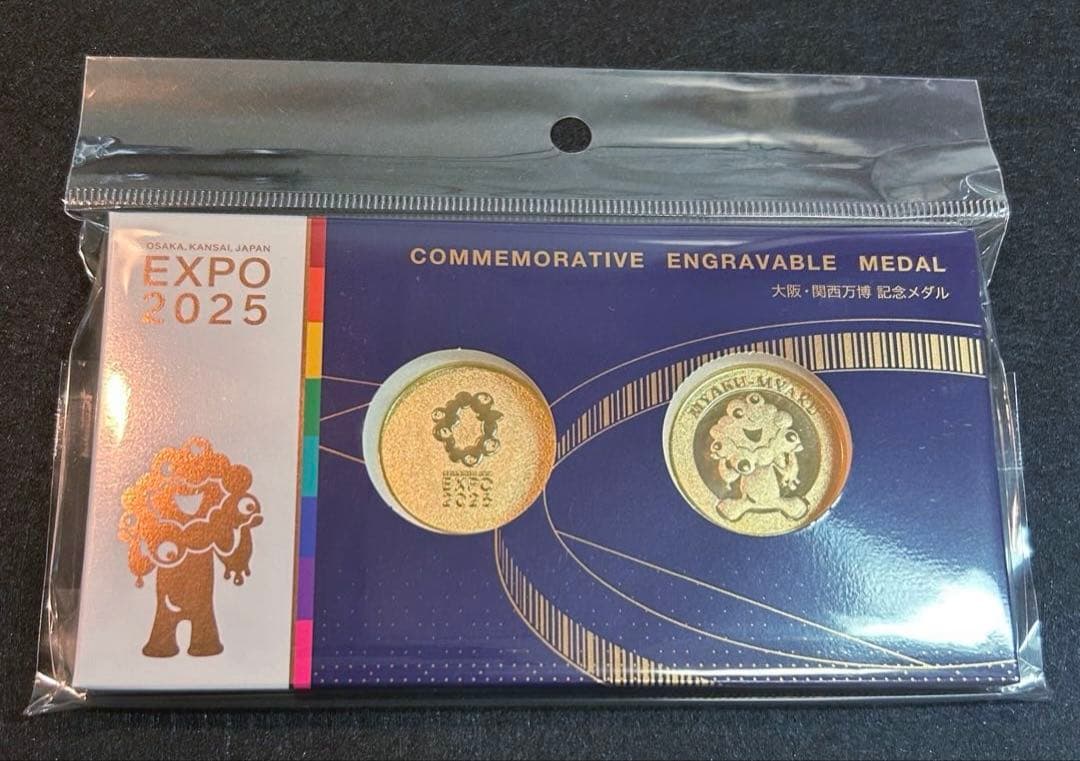 OSAKA, KANSAI, JAPAN
EXPO
2025
COMMEMORATIVE ENGRAVABLE MEDAL
大阪・関西万博 記念メダル
EXPO
2025
MYAKU-MYAKU